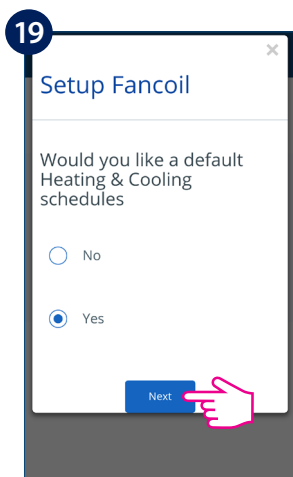 19
×
Setup Fancoil
Would you like a default
Heating & Cooling
schedules
No
Yes
Next